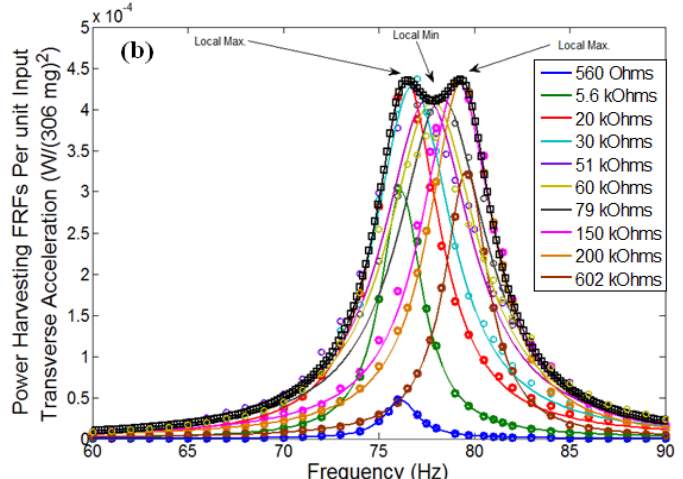 5 x 10⁻⁴
(b)
Local Max.
Local Min
Local Max.
4.5
4
3.5
3
2.5
2
1.5
1
0.5
0
60
65
70
75
80
85
90
Frequency (Hz)
Power Harvesting FRFs Per unit Input
Transverse Acceleration (W/(306 mg)²
560 Ohms
5.6 kOhms
20 kOhms
30 kOhms
51 kOhms
60 kOhms
79 kOhms
150 kOhms
200 kOhms
602 kOhms